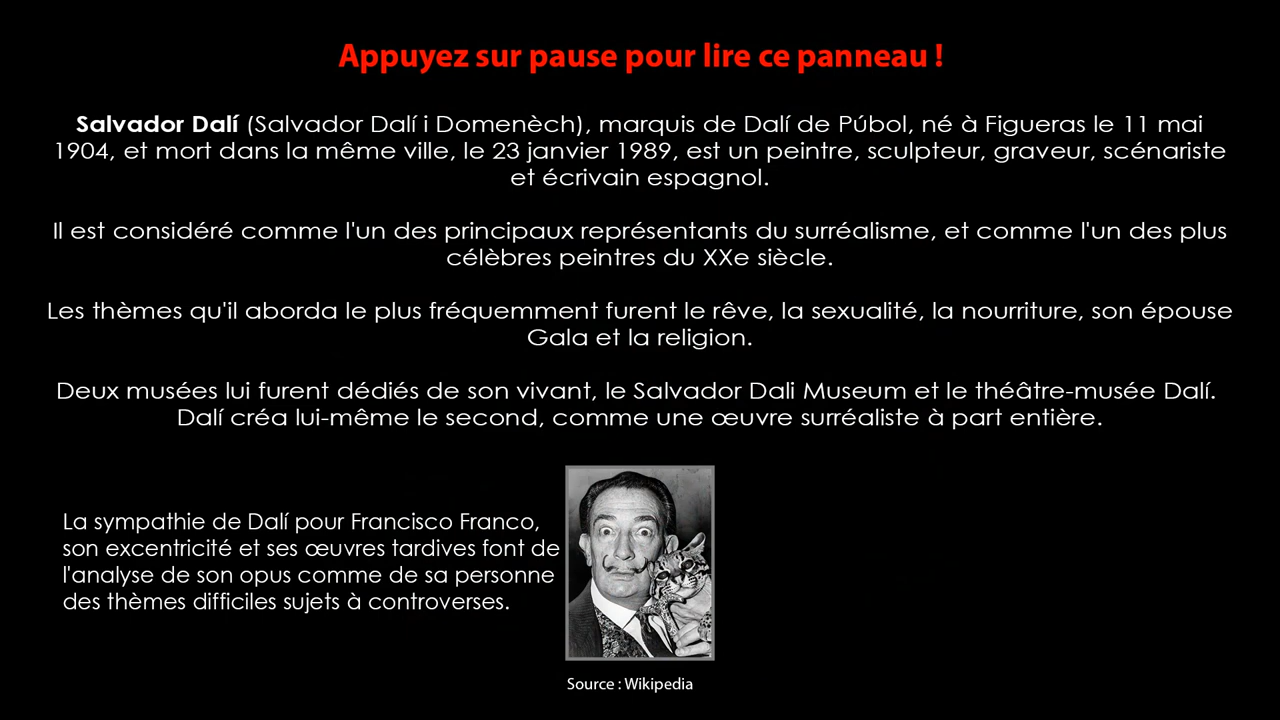 Appuyez sur pause pour lire ce panneau !
Salvador Dalí (Salvador Dalí i Domenèch), marquis de Dalí de Púbol, né à Figueras le 11 mai
1904, et mort dans la même ville, le 23 janvier 1989, est un peintre, sculpteur, graveur, scénariste
et écrivain espagnol.
Il est considéré comme l'un des principaux représentants du surréalisme, et comme l'un des plus
célèbres peintres du XXe siècle.
Les thèmes qu'il aborda le plus fréquemment furent le rêve, la sexualité, la nourriture, son épouse
Gala et la religion.
Deux musées lui furent dédiés de son vivant, le Salvador Dali Museum et le théâtre-musée Dalí.
Dalí créa lui-même le second, comme une œuvre surréaliste à part entière.
La sympathie de Dalí pour Francisco Franco,
son excentricité et ses œuvres tardives font de
l'analyse de son opus comme de sa personne
des thèmes difficiles sujets à controverses.
Source : Wikipedia